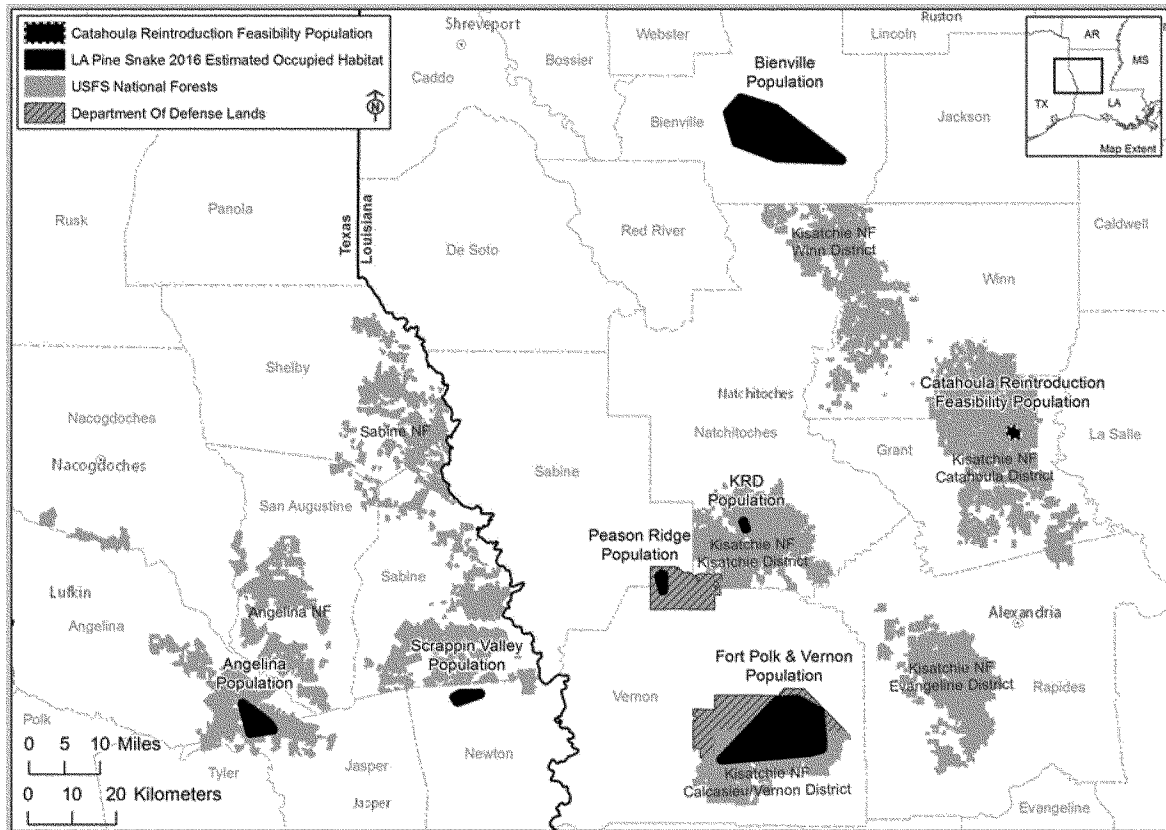 Catahoula Reintroduction Feasibility Population
LA Pine Snake 2016 Estimated Occupied Habitat
USFS National Forests
Department Of Defense Lands
N
Shreveport
Caddo
Bossier
Webster
Lincoln
Ruston
AR
MS
TX
LA
Map Extent
Bienville
Population
Bienville
Jackson
Rusk
Panola
Texas
Louisiana
De Soto
Red River
Kisatchie NF
Winn District
Winn
Caldwell
Shelby
Natchitoches
Catahoula Reintroduction
Feasibility Population
Nacogdoches
Nacogdoches
Sabine NF
Sabine
Natchitoches
Grant
La Salle
Kisatchie NF
Catahoula District
KRD
Population
San Augustine
Peason Ridge
Population
Kisatchie NF
Kisatchie District
Sabine
Lufkin
Angelina
Angelina NF
Alexandria
Angelina
Population
Scrappin Valley
Population
Fort Polk & Vernon
Population
Vernon
Kisatchie NF
Evangeline District
Rapides
Polk
0 5 10 Miles
0 10 20 Kilometers
Tyler
Jasper
Jasper
Newton
Kisatchie NF
Calcasieu/Vernon District
Evangeline